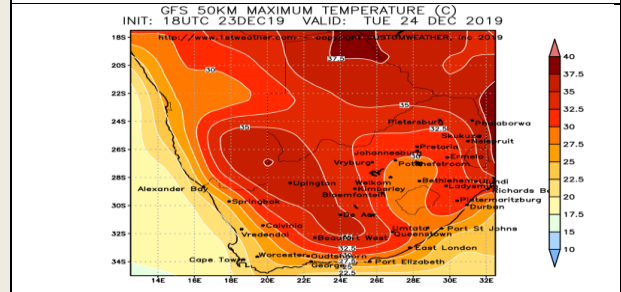 GFS 50KM MAXIMUM TEMPERATURE (C)
INIT: 18UTC 23DEC19 VALID: TUE 24 DEC 2019
http://www.1stweather.com - copyright CUSTOMWEATHER, Inc 2019
18S
20S
22S
24S
26S
28S
30S
32S
34S
14E
16E
18E
20E
22E
24E
26E
28E
30E
32E
37.5
30
35
32.5
35
30
32.5
27.5
22.5
Pietersburg
Phalaborwa
Skukuza
Nelspruit
Pretoria
Johannesburg
Ermelo
Vryburg
Potchefstroom
Welkom
Bethlehem
Ladysmith
Richards B
Upington
Kimberley
Bloemfontein
Pietermaritzburg
Durban
Alexander Bay
Springbok
De Aar
Calvinia
Vredendal
Beaufort West
Umtata
Port St Johns
Queenstown
East London
Cape Town
Worcester
Oudtshoorn
George
Port Elizabeth
40
37.5
35
32.5
30
27.5
25
22.5
20
17.5
15
10